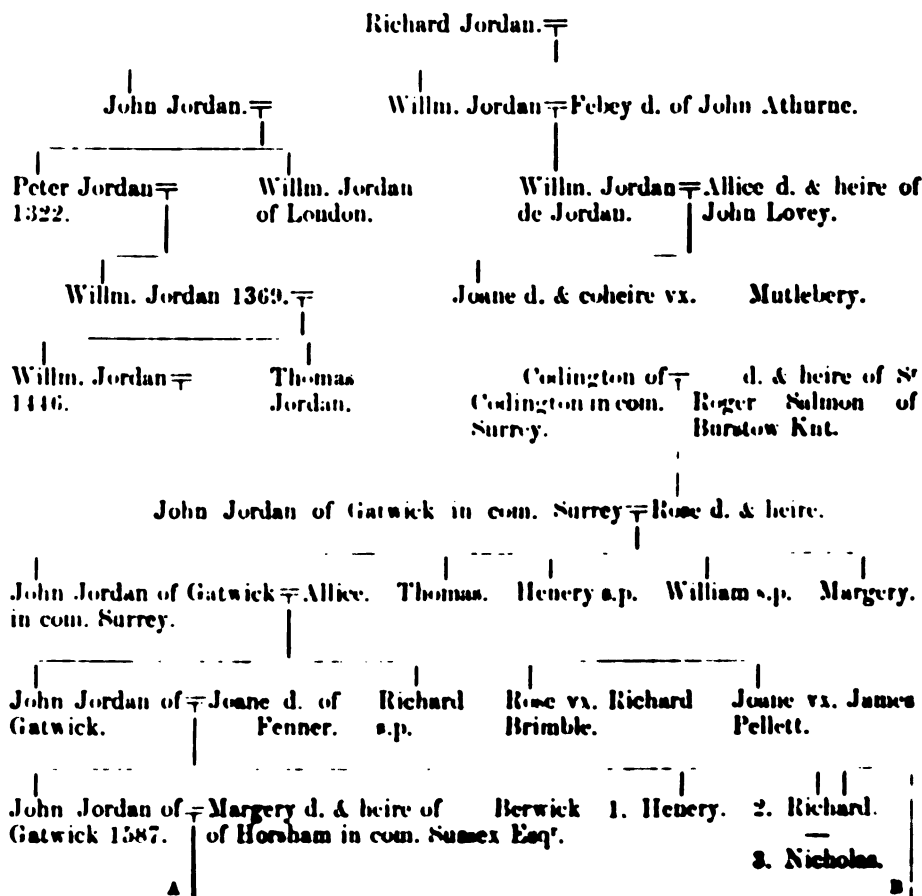 Richard Jordan.
John Jordan. Willm. Jordan Febey d. of John Athurne.
Peter Jordan Willm. Jordan Willm. Jordan Allice d. & heire of
1322. of London. de Jordan. John Lovey.
Willm. Jordan 1369. Joane d. & coheire vx. Mutlebery.
Willm. Jordan Thomas Codington of d. & heire of Sr
1446. Jordan. Codington in com. Roger Salmon of
Surrey. Burstow Knt.
John Jordan of Gatwick in com. Surrey Rose d. & heire.
John Jordan of Gatwick Allice. Thomas. Henery s.p. William s.p. Margery.
in com. Surrey.
John Jordan of Joane d. of Richard Rose vx. Richard Joane vx. James
Gatwick. Fenner. s.p. Brimble. Pellett.
John Jordan of Margery d. & heire of Berwick 1. Henery. 2. Richard.
Gatwick 1587. of Horsham in com. Sussex Esqr.
3. Nicholas.
A B